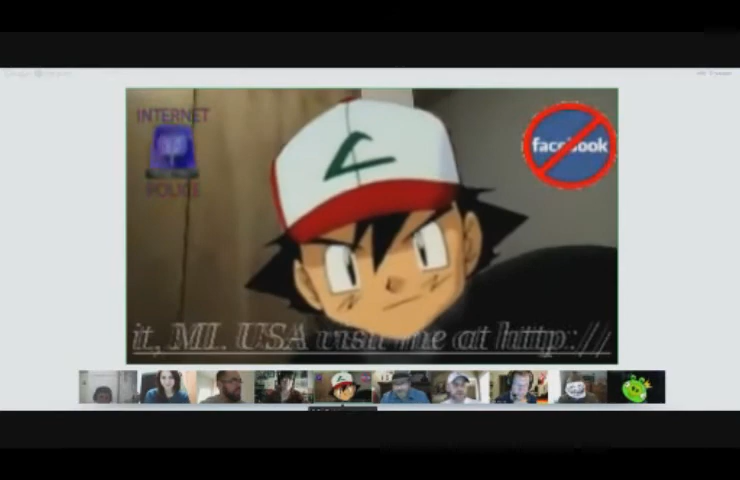 INTERNET
POLICE
facebook
it, MI. USA visit me at http://